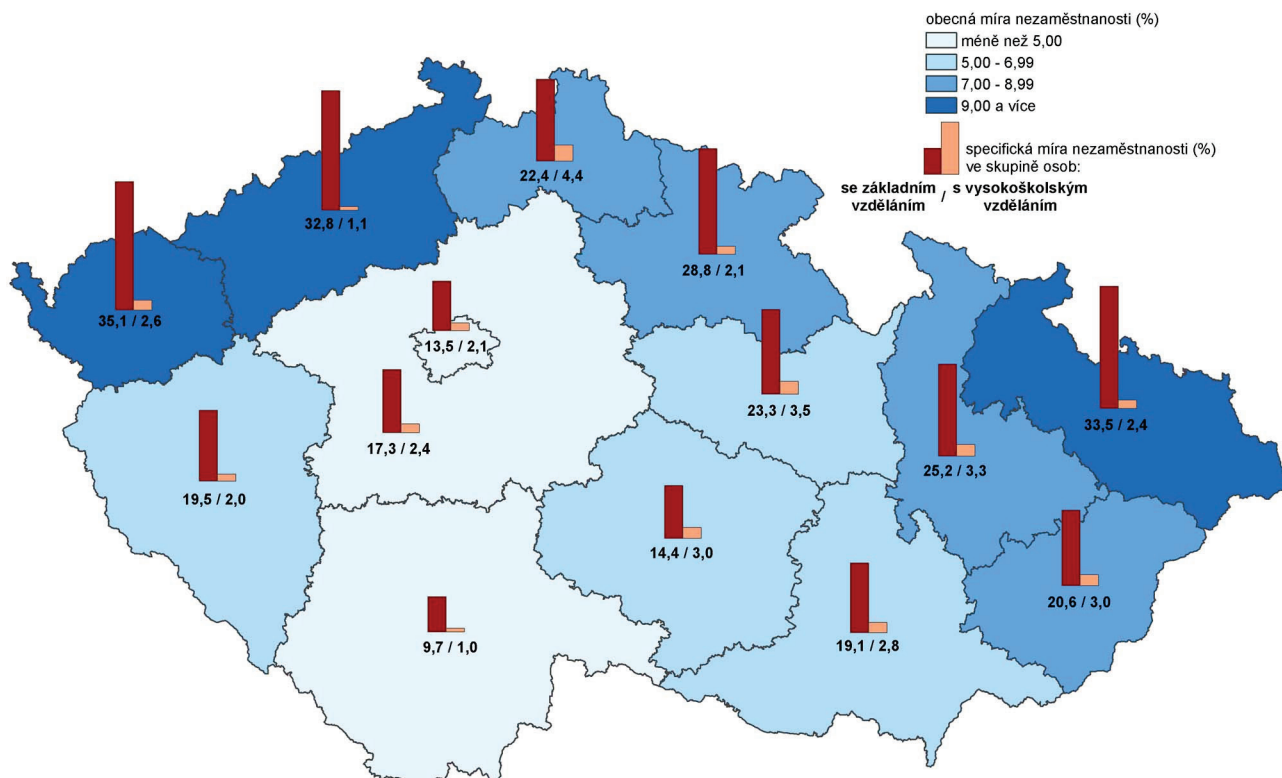 obecná míra nezaměstnanosti (%)
méně než 5,00
5,00 - 6,99
7,00 - 8,99
9,00 a více
specifická míra nezaměstnanosti (%)
ve skupině osob:
se základním / s vysokoškolským
vzděláním vzděláním
22,4 / 4,4
32,8 / 1,1
28,8 / 2,1
35,1 / 2,6
13,5 / 2,1
23,3 / 3,5
33,5 / 2,4
17,3 / 2,4
25,2 / 3,3
19,5 / 2,0
14,4 / 3,0
20,6 / 3,0
9,7 / 1,0
19,1 / 2,8